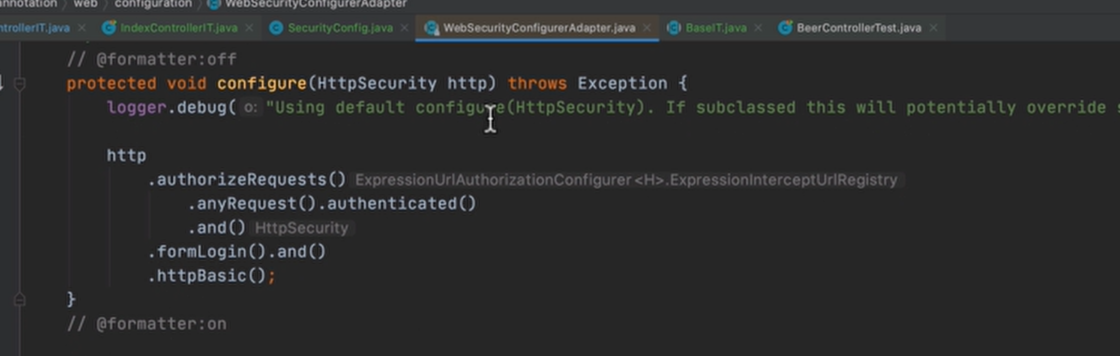 annotation › web › configuration › WebSecurityConfigurerAdapter
ntrollerIT.java × IndexControllerIT.java × SecurityConfig.java × WebSecurityConfigurerAdapter.java × BaseIT.java × BeerControllerTest.java ×
// @formatter:off
protected void configure(HttpSecurity http) throws Exception {
logger.debug( o: "Using default configure(HttpSecurity). If subclassed this will potentially override
http
.authorizeRequests() ExpressionUrlAuthorizationConfigurer<H>.ExpressionInterceptUrlRegistry
.anyRequest().authenticated()
.and() HttpSecurity
.formLogin().and()
.httpBasic();
}
// @formatter:on